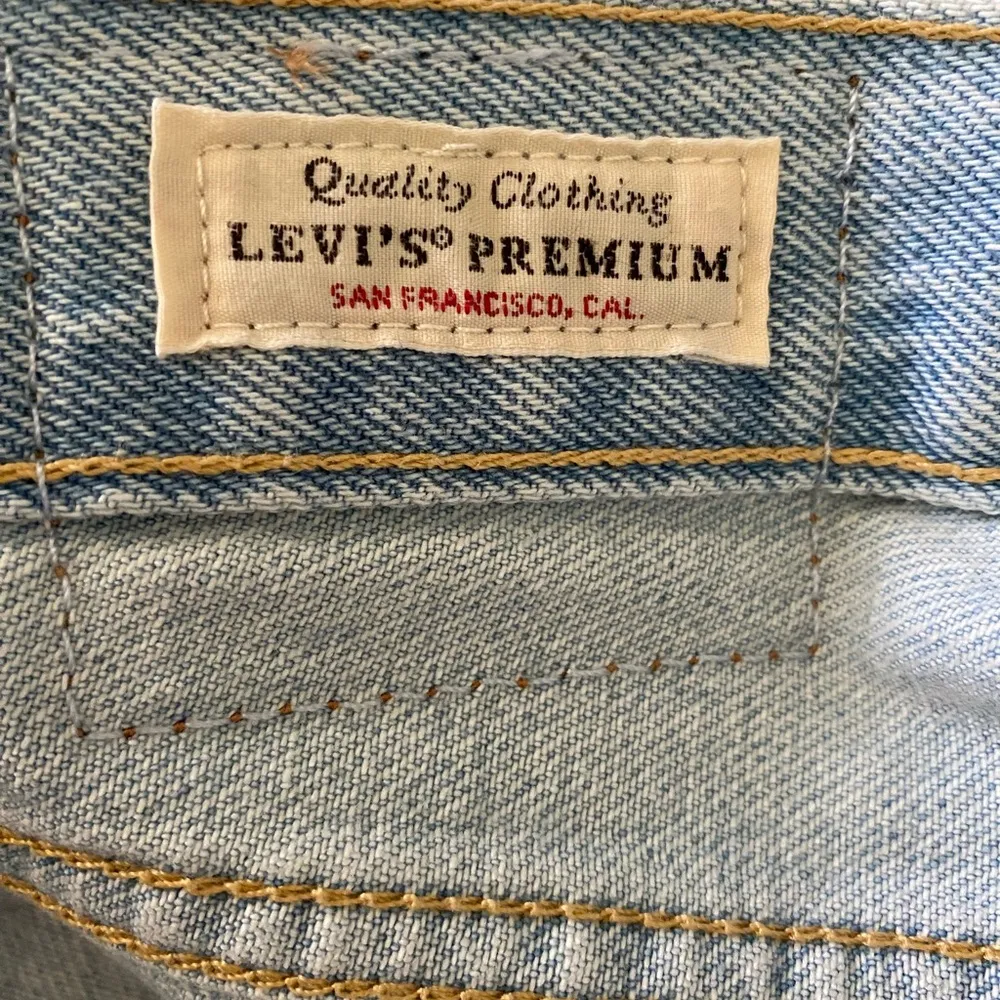 Quality Clothing
LEVI'S® PREMIUM
SAN FRANCISCO, CAL.